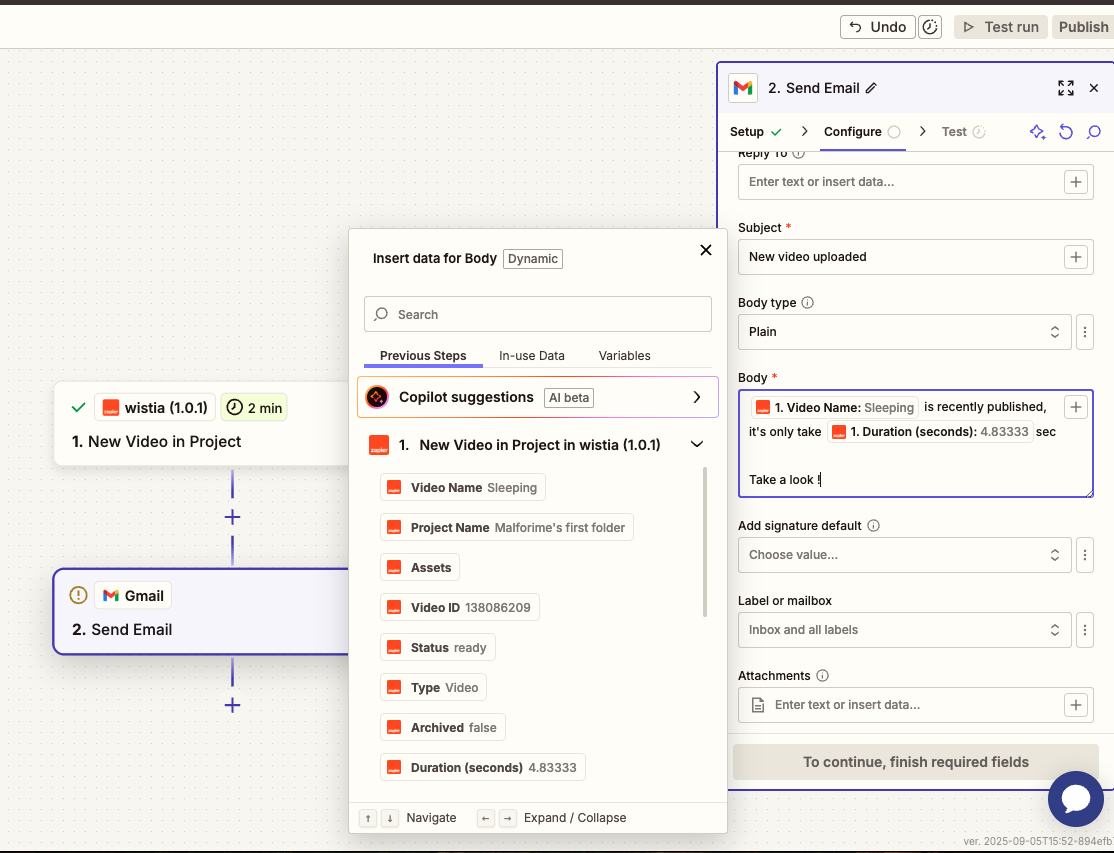 Undo
Test run
Publish
2. Send Email
Setup
Configure
Test
Reply To
Enter text or insert data...
Subject *
New video uploaded
Body type
Plain
Body *
1. Video Name: Sleeping is recently published,
it's only take 1. Duration (seconds): 4.83333 sec
Take a look !
Add signature default
Choose value...
Label or mailbox
Inbox and all labels
Attachments
Enter text or insert data...
To continue, finish required fields
ver. 2025-09-05T15:52-894efb
Insert data for Body Dynamic
Search
Previous Steps In-use Data Variables
Copilot suggestions AI beta
1. New Video in Project in wistia (1.0.1)
Video Name Sleeping
Project Name Malforime's first folder
Assets
Video ID 138086209
Status ready
Type Video
Archived false
Duration (seconds) 4.83333
↑ ↓ Navigate ← → Expand / Collapse
wistia (1.0.1) 2 min
1. New Video in Project
Gmail
2. Send Email